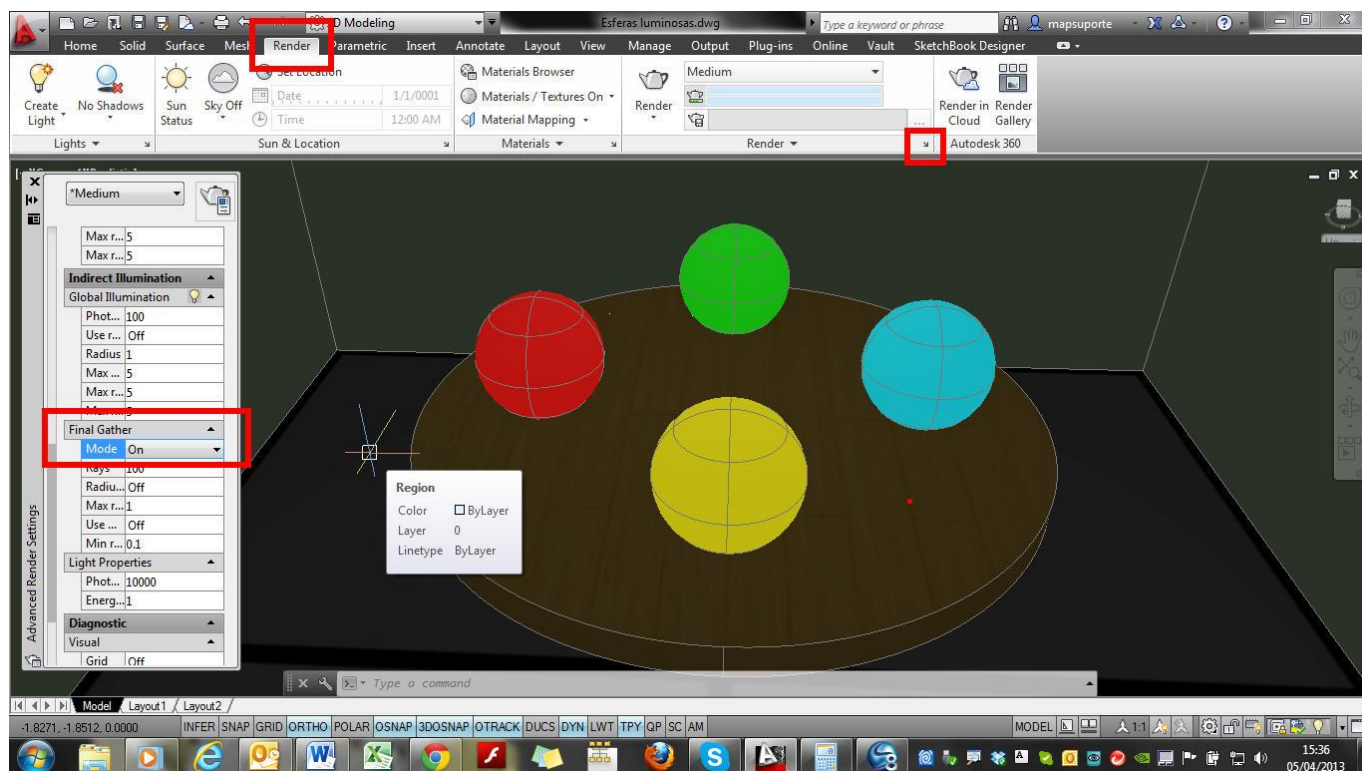 D Modeling
Esferas luminosas.dwg
Type a keyword or phrase
mapsuporte
Home Solid Surface Mesh Render Parametric Insert Annotate Layout View Manage Output Plug-ins Online Vault SketchBook Designer
Create Light
No Shadows
Sun Status
Sky Off
Set Location
Date 1/1/0001
Time 12:00 AM
Materials Browser
Materials / Textures On
Material Mapping
Render
Medium
Render in Cloud
Render Gallery
Lights
Sun & Location
Materials
Render
Autodesk 360
*Medium
Max r... 5
Max r... 5
Indirect Illumination
Global Illumination
Phot... 100
Use r... Off
Radius 1
Max ... 5
Max r... 5
Final Gather
Mode On
Rays 100
Radiu... Off
Max r... 1
Use ... Off
Min r... 0.1
Light Properties
Phot... 10000
Energ... 1
Diagnostic
Visual
Grid Off
Advanced Render Settings
Region
Color ByLayer
Layer 0
Linetype ByLayer
Type a command
Model Layout1 Layout2
-1.8271, -1.8512, 0.0000
INFER SNAP GRID ORTHO POLAR OSNAP 3DOSNAP OTRACK DUCS DYN LWT TPY QP SC AM
MODEL
1:1
15:36
05/04/2013